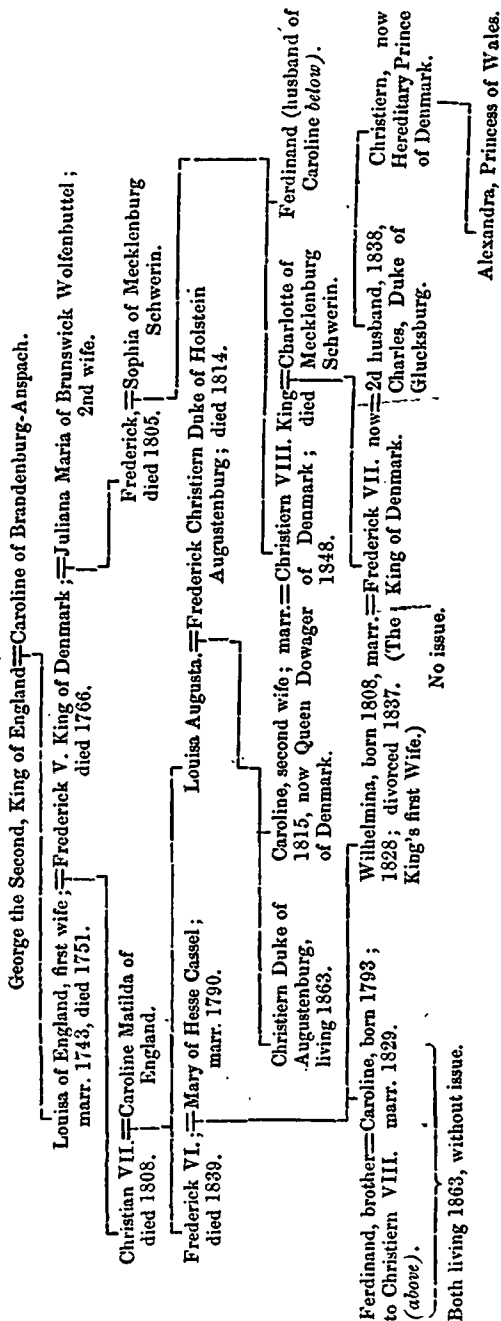 George the Second, King of England=Caroline of Brandenburg-Anspach.
Louisa of England, first wife;=Frederick V. King of Denmark;=Juliana Maria of Brunswick Wolfenbuttel;
marr. 1743, died 1751.
died 1766.
2nd wife.
Christian VII.=Caroline Matilda of
died 1808.
England.
Frederick,=Sophia of Mecklenburg
died 1805.
Schwerin.
Frederick VI.;=Mary of Hesse Cassel;
died 1839.
marr. 1790.
Louisa Augusta.=Frederick Christiern Duke of Holstein
Augustenburg; died 1814.
Christiern Duke of
Augustenburg,
living 1863.
Caroline, second wife; marr.=Christiern VIII. King=Charlotte of
1815, now Queen Dowager of Denmark; died Mecklenburg
of Denmark.
1848.
Schwerin.
Ferdinand (husband of
Caroline below).
Ferdinand, brother=Caroline, born 1793;
to Christiern VIII. marr. 1829.
(above).
Both living 1863, without issue.
Wilhelmina, born 1808, marr.=Frederick VII. now=2d husband, 1838,
1828; divorced 1837. (The King of Denmark. Charles, Duke of
King's first Wife.)
Glucksburg.
No issue.
Christiern, now
Hereditary Prince
of Denmark.
Alexandra, Princess of Wales.